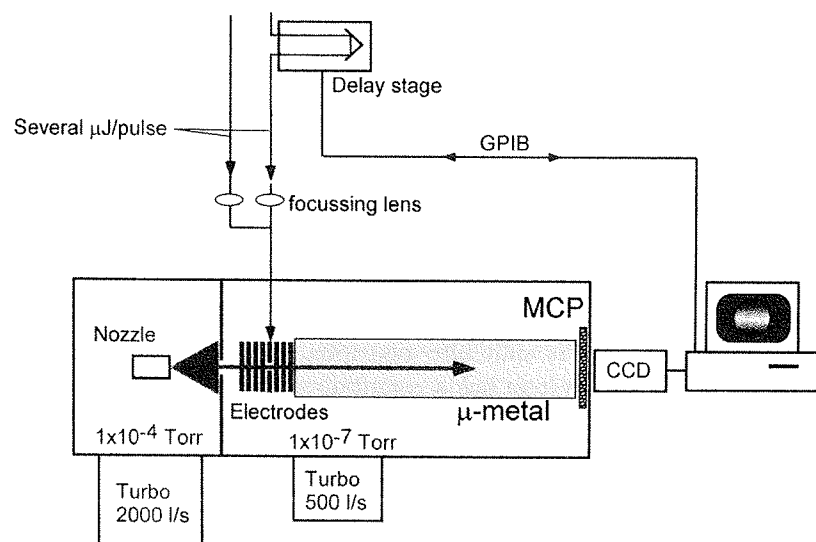 Delay stage
Several μJ/pulse
GPIB
focussing lens
MCP
Nozzle
CCD
Electrodes
μ-metal
1x10-4 Torr
1x10-7 Torr
Turbo
2000 l/s
Turbo
500 l/s